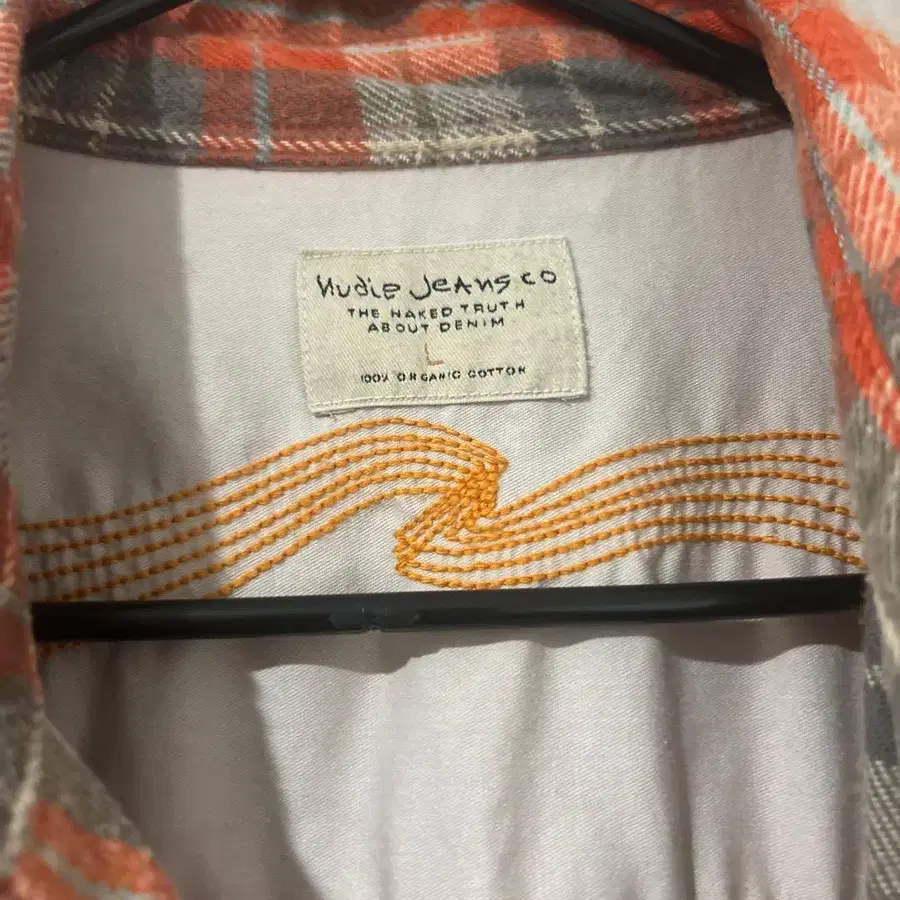 Nudie Jeans co
THE NAKED TRUTH
ABOUT DENIM
L
100% ORGANIC COTTON